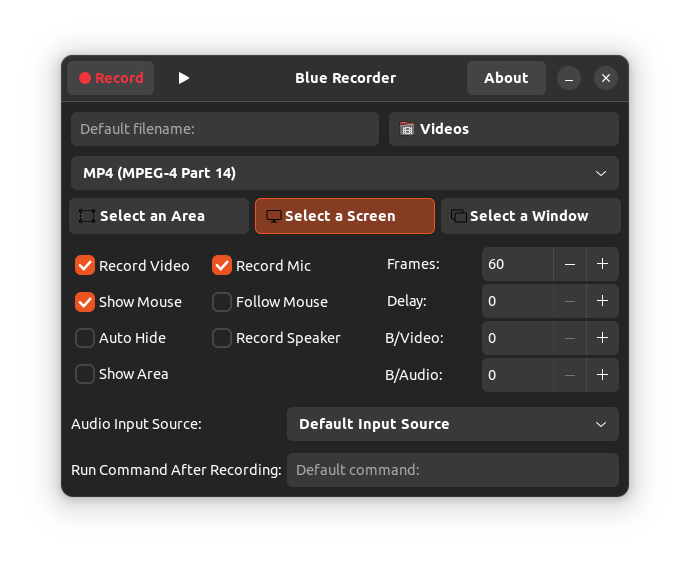 Record Blue Recorder About
Default filename: Videos
MP4 (MPEG-4 Part 14)
Select an Area Select a Screen Select a Window
Record Video Record Mic Frames: 60
Show Mouse Follow Mouse Delay: 0
Auto Hide Record Speaker B/Video: 0
Show Area B/Audio: 0
Audio Input Source: Default Input Source
Run Command After Recording: Default command: